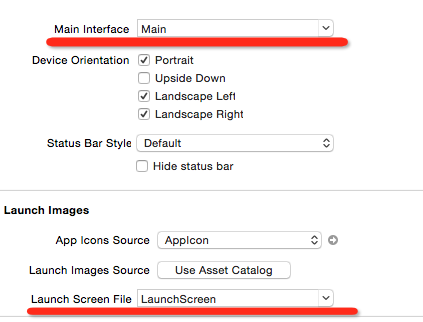 Main Interface Main
Device Orientation Portrait
Upside Down
Landscape Left
Landscape Right
Status Bar Style Default
Hide status bar
Launch Images
App Icons Source AppIcon
Launch Images Source Use Asset Catalog
Launch Screen File LaunchScreen